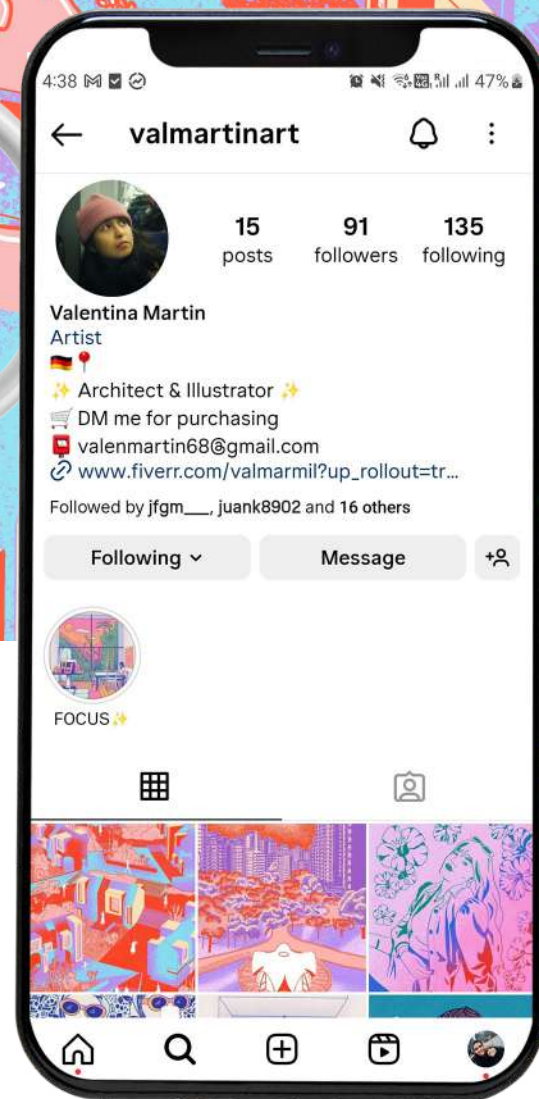 4:38 47%
valmartinart
15 91 135
posts followers following
Valentina Martin
Artist
🇩🇪📍
✨ Architect & Illustrator ✨
🛒 DM me for purchasing
📮 valenmartin68@gmail.com
www.fiverr.com/valmarmil?up_rollout=tr...
Followed by jfgm___, juank8902 and 16 others
Following Message
FOCUS✨